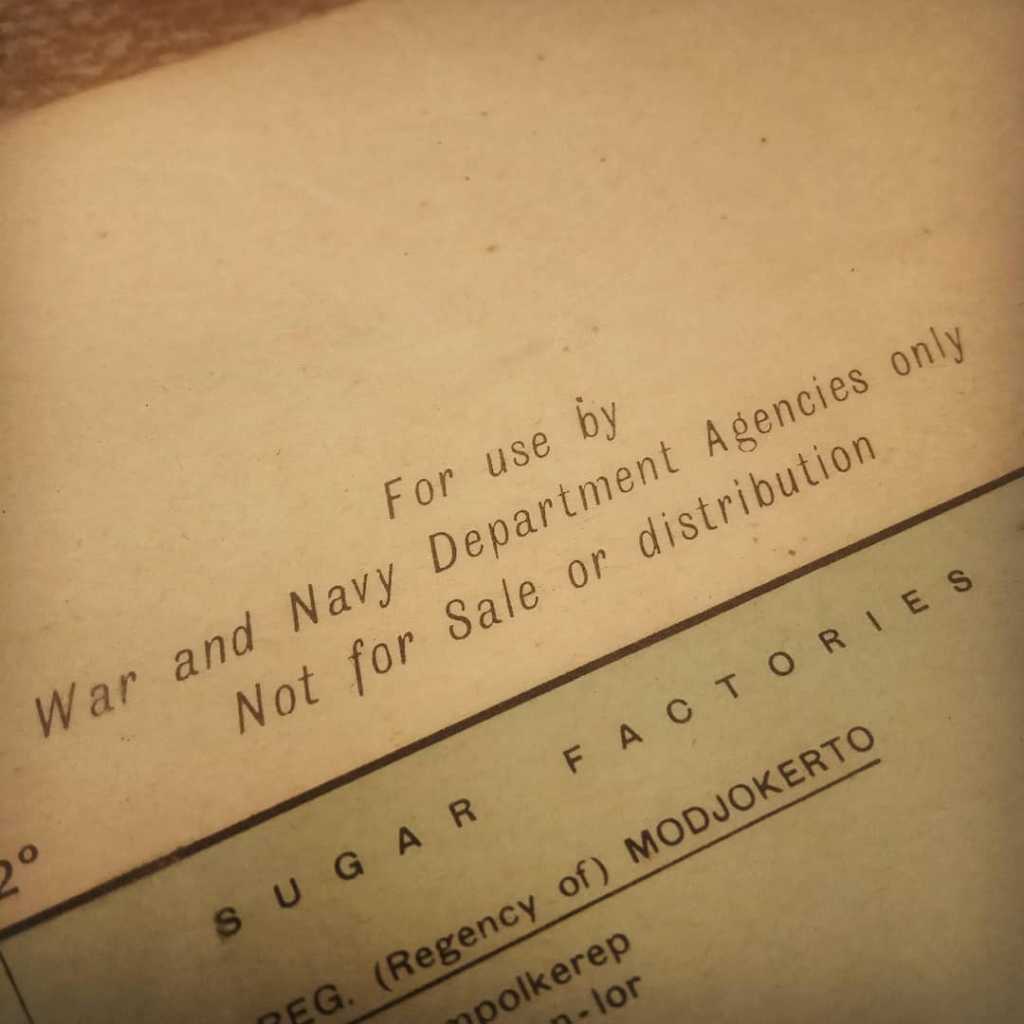 For use by
War and Navy Department Agencies only
Not for Sale or distribution
2°
SUGAR FACTORIES
REG. (Regency of) MODJOKERTO